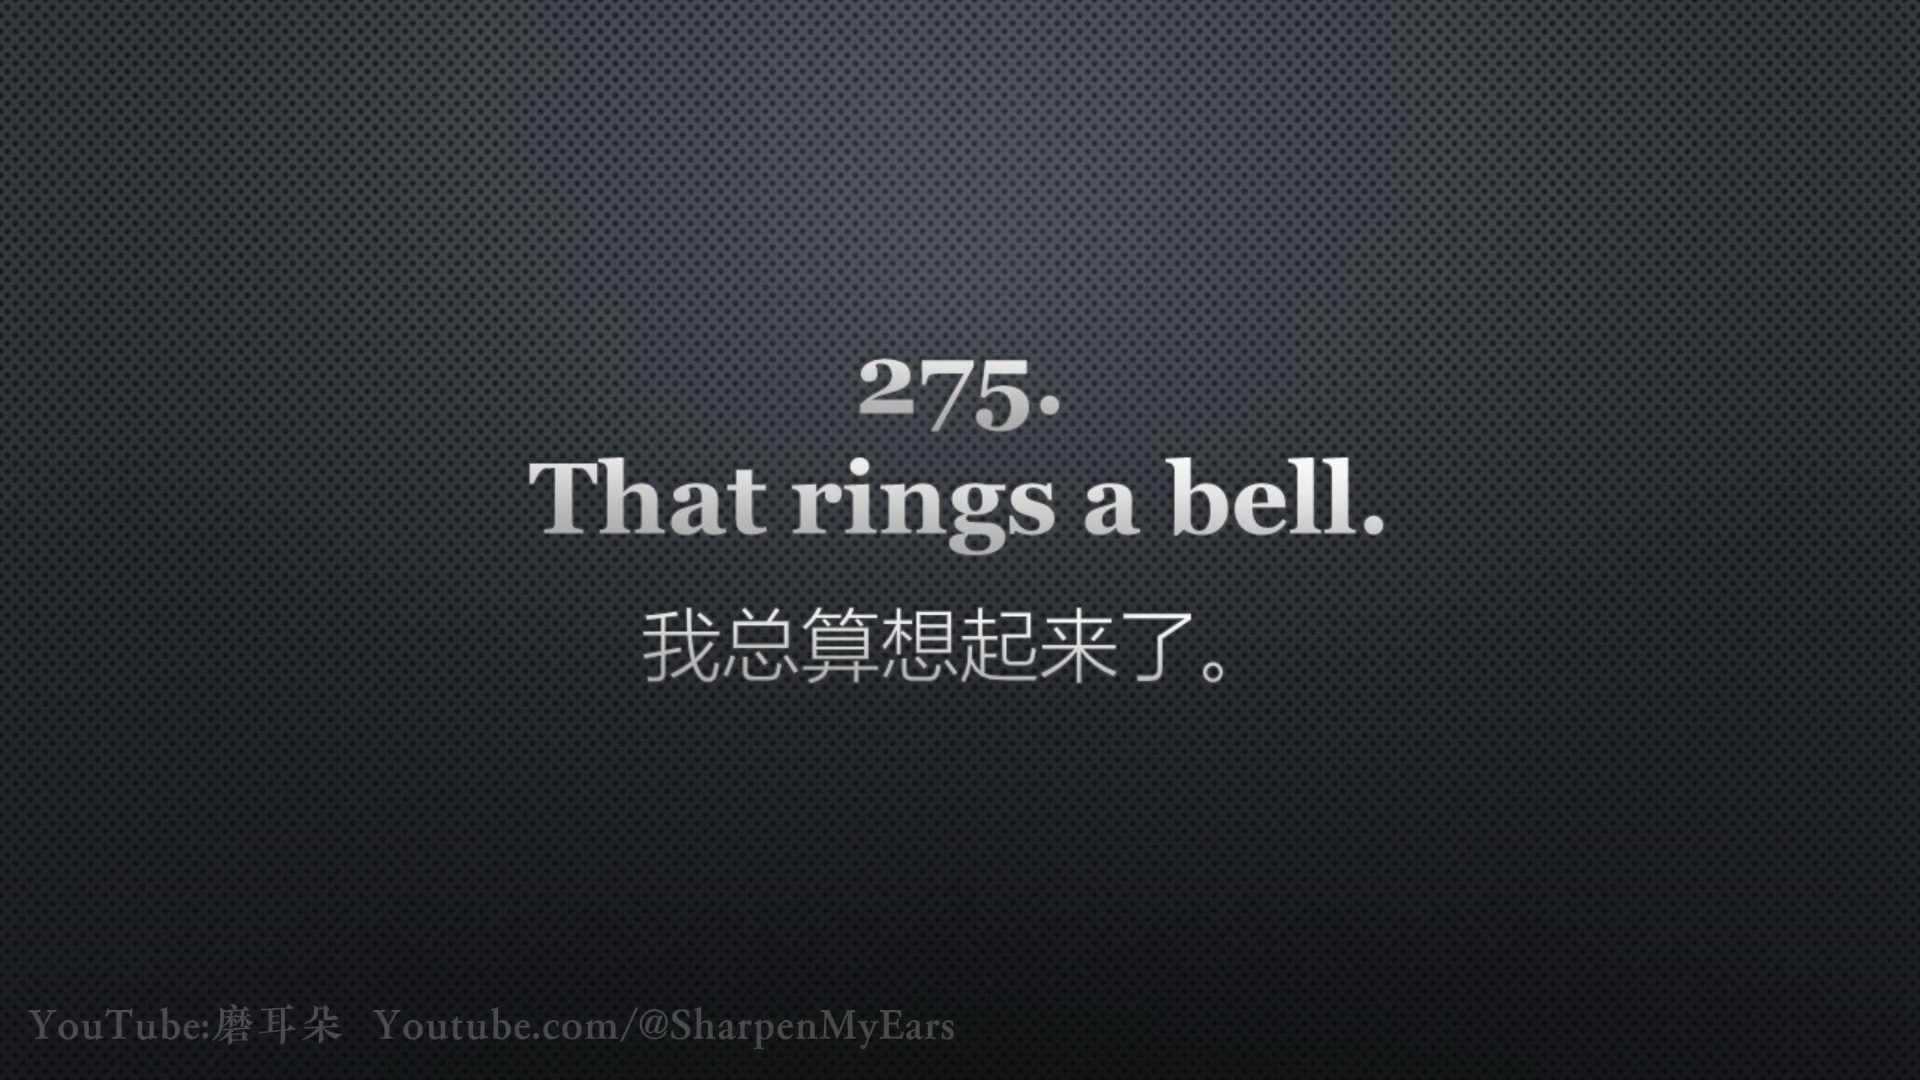 275.
That rings a bell.
我总算想起来了。
YouTube:磨耳朵 Youtube.com/@SharpenMyEars